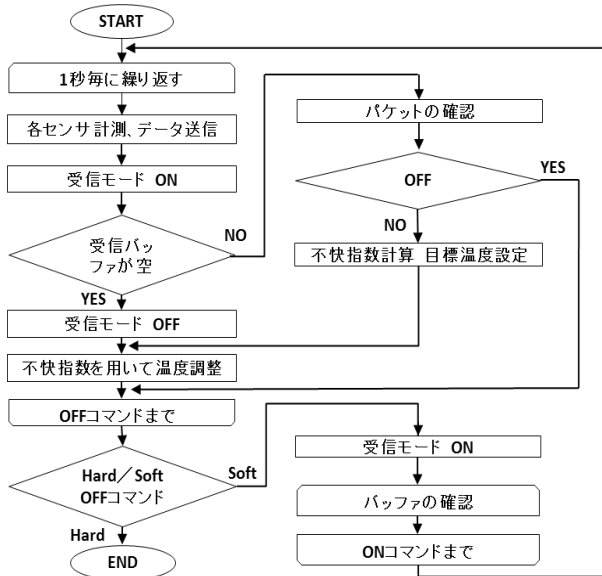 START
1秒毎に繰り返す
各センサ計測、データ送信
受信モード ON
受信バッ
ファが空
NO
YES
受信モード OFF
不快指数を用いて温度調整
OFFコマンドまで
Hard/Soft
OFFコマンド
Soft
Hard
END
パケットの確認
OFF
YES
NO
不快指数計算 目標温度設定
受信モード ON
バッファの確認
ONコマンドまで